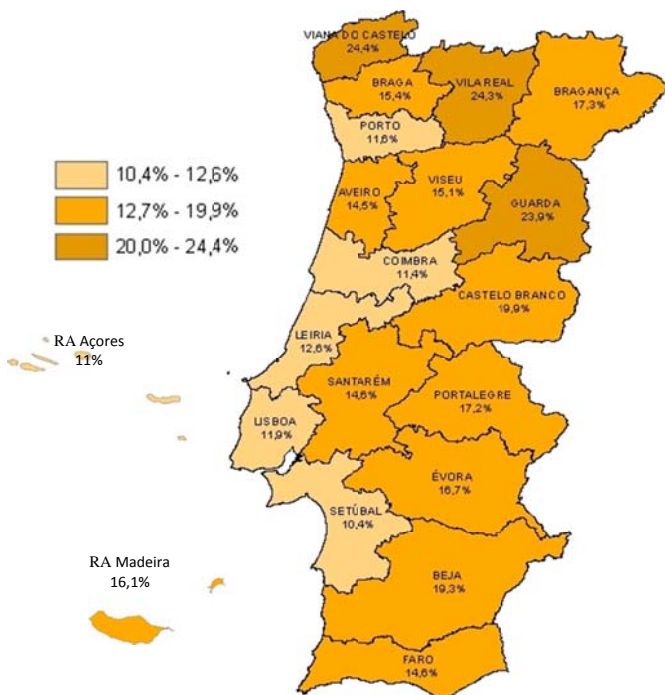 VIANA DO CASTELO
24,4%
BRAGA
15,4%
VILA REAL
24,3%
BRAGANÇA
17,3%
PORTO
11,6%
10,4% - 12,6%
12,7% - 19,9%
20,0% - 24,4%
AVEIRO
14,5%
VISEU
15,1%
GUARDA
23,9%
COIMBRA
11,4%
CASTELO BRANCO
19,9%
RA Açores
11%
LEIRIA
12,6%
SANTARÉM
14,6%
PORTALEGRE
17,2%
LISBOA
11,9%
ÉVORA
16,7%
SETÚBAL
10,4%
RA Madeira
16,1%
BEJA
19,3%
FARO
14,6%